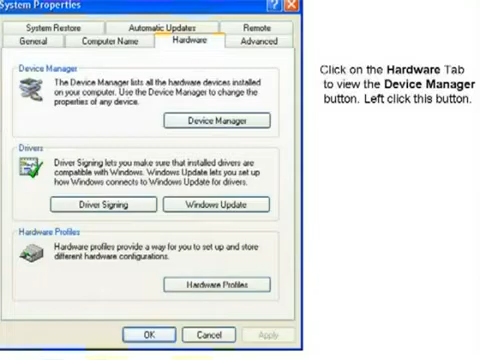 System Properties
System Restore Automatic Updates Remote
General Computer Name Hardware Advanced
Device Manager
The Device Manager lists all the hardware devices installed
on your computer. Use the Device Manager to change the
properties of any device.
Device Manager
Drivers
Driver Signing lets you make sure that installed drivers are
compatible with Windows. Windows Update lets you set up
how Windows connects to Windows Update for drivers.
Driver Signing Windows Update
Hardware Profiles
Hardware profiles provide a way for you to set up and store
different hardware configurations.
Hardware Profiles
OK Cancel Apply
Click on the Hardware Tab
to view the Device Manager
button. Left click this button.